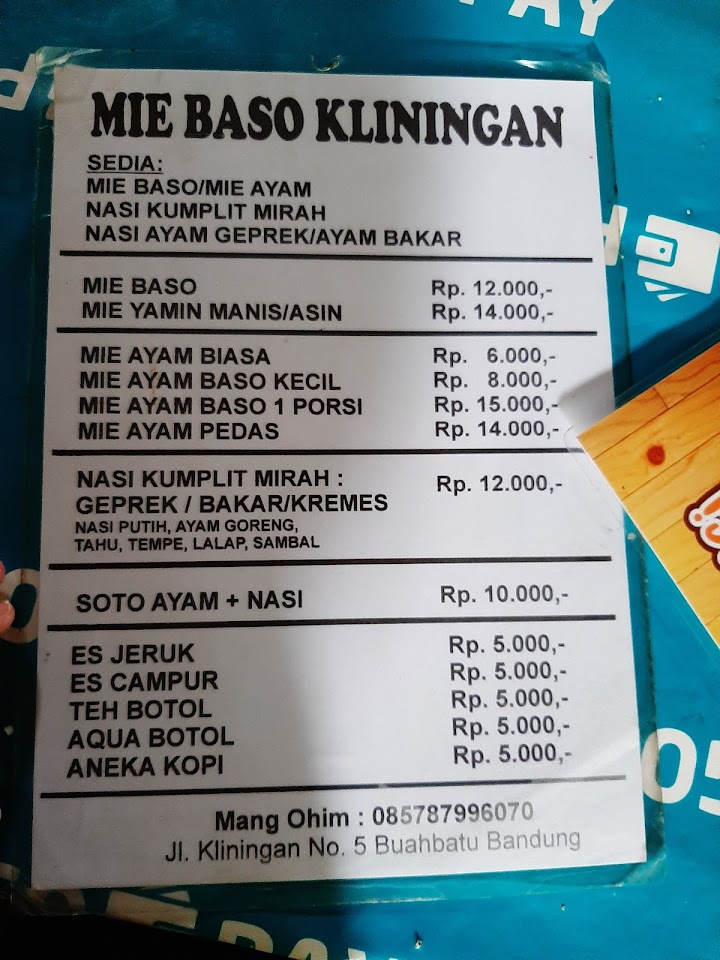 MIE BASO KLININGAN
SEDIA:
MIE BASO/MIE AYAM
NASI KUMPLIT MIRAH
NASI AYAM GEPREK/AYAM BAKAR
MIE BASO Rp. 12.000,-
MIE YAMIN MANIS/ASIN Rp. 14.000,-
MIE AYAM BIASA Rp. 6.000,-
MIE AYAM BASO KECIL Rp. 8.000,-
MIE AYAM BASO 1 PORSI Rp. 15.000,-
MIE AYAM PEDAS Rp. 14.000,-
NASI KUMPLIT MIRAH : Rp. 12.000,-
GEPREK / BAKAR/KREMES
NASI PUTIH, AYAM GORENG,
TAHU, TEMPE, LALAP, SAMBAL
SOTO AYAM + NASI Rp. 10.000,-
ES JERUK Rp. 5.000,-
ES CAMPUR Rp. 5.000,-
TEH BOTOL Rp. 5.000,-
AQUA BOTOL Rp. 5.000,-
ANEKA KOPI Rp. 5.000,-
Mang Ohim : 085787996070
Jl. Kliningan No. 5 Buahbatu Bandung